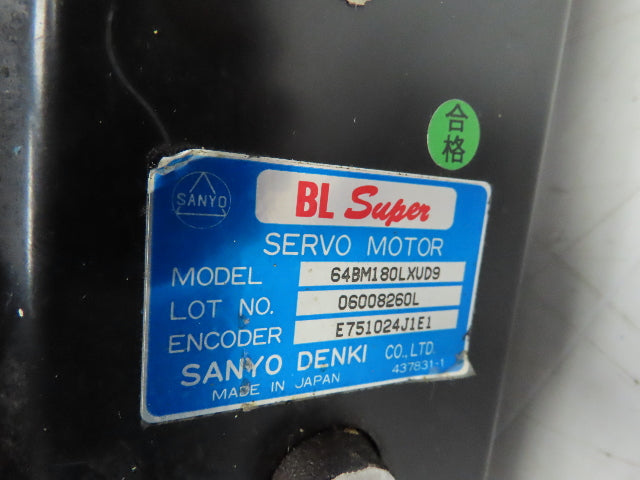 合格
SANYO
BL Super
SERVO MOTOR
MODEL 64BM180LXUD9
LOT NO. 06008260L
ENCODER E751024J1E1
SANYO DENKI CO., LTD.
MADE IN JAPAN 437831-1